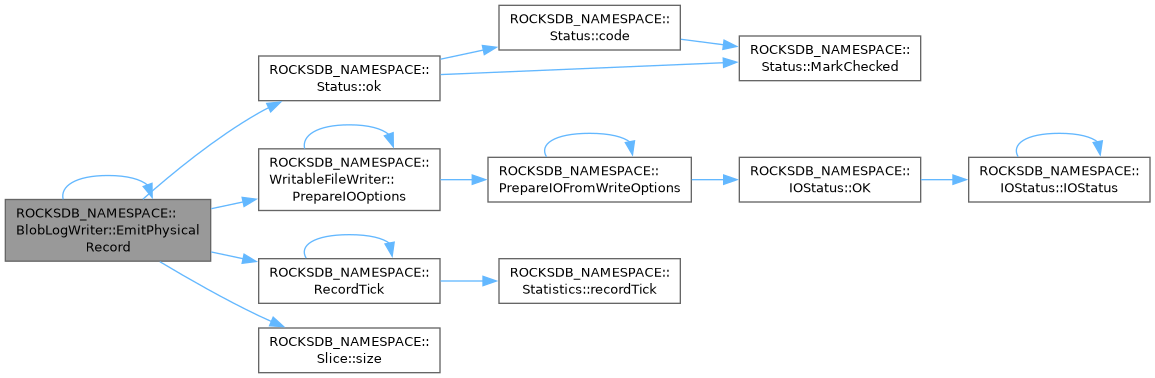 ROCKSDB_NAMESPACE::
BlobLogWriter::EmitPhysical
Record
ROCKSDB_NAMESPACE::
Status::ok
ROCKSDB_NAMESPACE::
Status::code
ROCKSDB_NAMESPACE::
Status::MarkChecked
ROCKSDB_NAMESPACE::
WritableFileWriter::
PrepareIOOptions
ROCKSDB_NAMESPACE::
PrepareIOFromWriteOptions
ROCKSDB_NAMESPACE::
IOStatus::OK
ROCKSDB_NAMESPACE::
IOStatus::IOStatus
ROCKSDB_NAMESPACE::
RecordTick
ROCKSDB_NAMESPACE::
Statistics::recordTick
ROCKSDB_NAMESPACE::
Slice::size